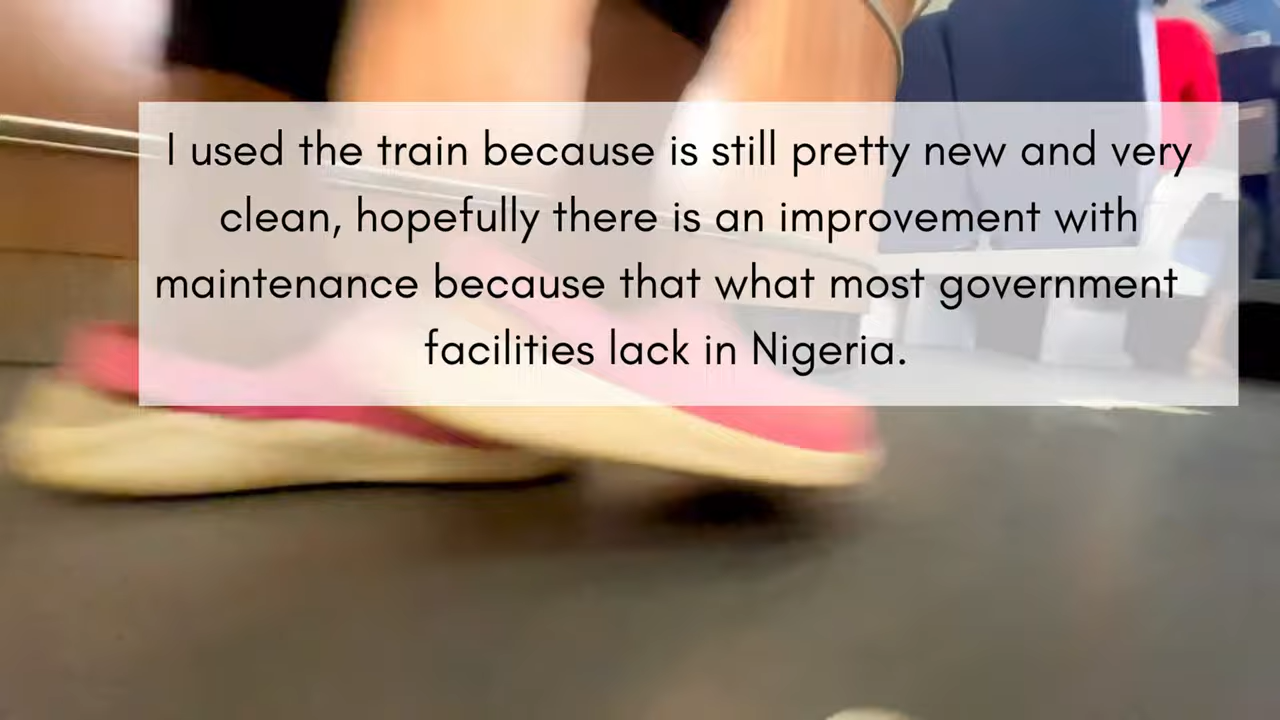 I used the train because is still pretty new and very
clean, hopefully there is an improvement with
maintenance because that what most government
facilities lack in Nigeria.